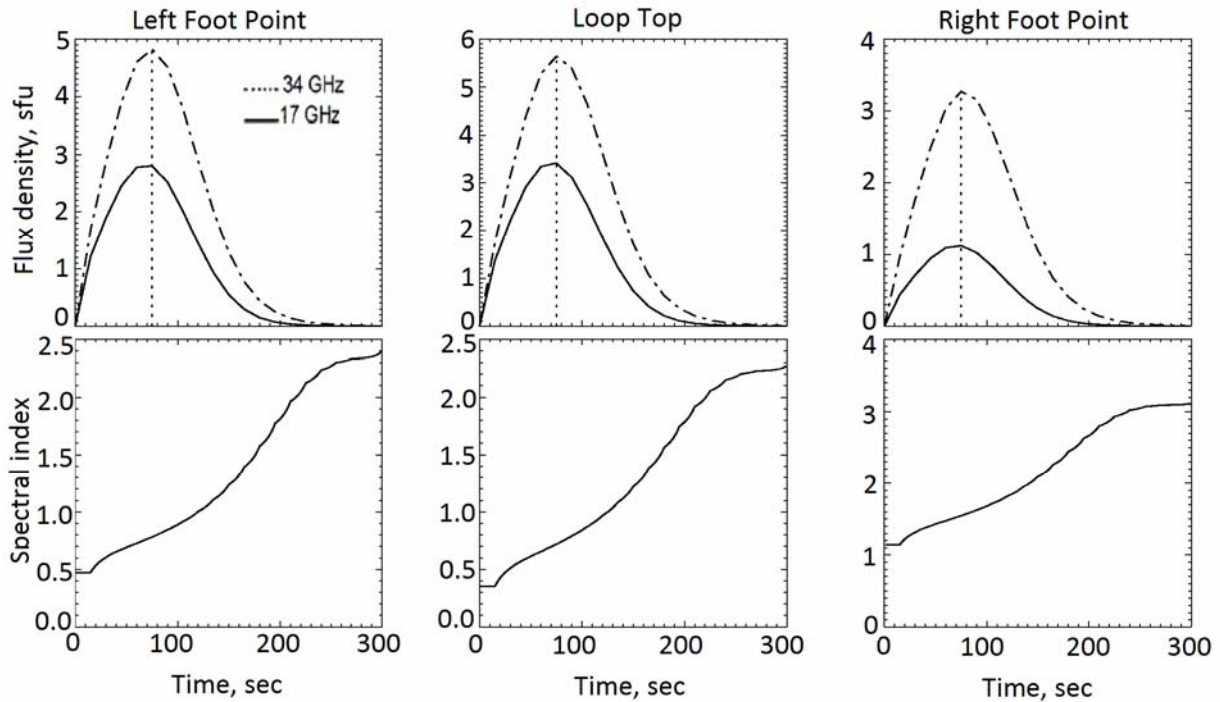 Left Foot Point
Loop Top
Right Foot Point
Flux density, sfu
5
4
3
2
1
0
34 GHz
17 GHz
6
5
4
3
2
1
0
4
3
2
1
0
Spectral index
2.5
2.0
1.5
1.0
0.5
0.0
0 100 200 300
Time, sec
2.5
2.0
1.5
1.0
0.5
0.0
0 100 200 300
Time, sec
4
3
2
1
0
0 100 200 300
Time, sec